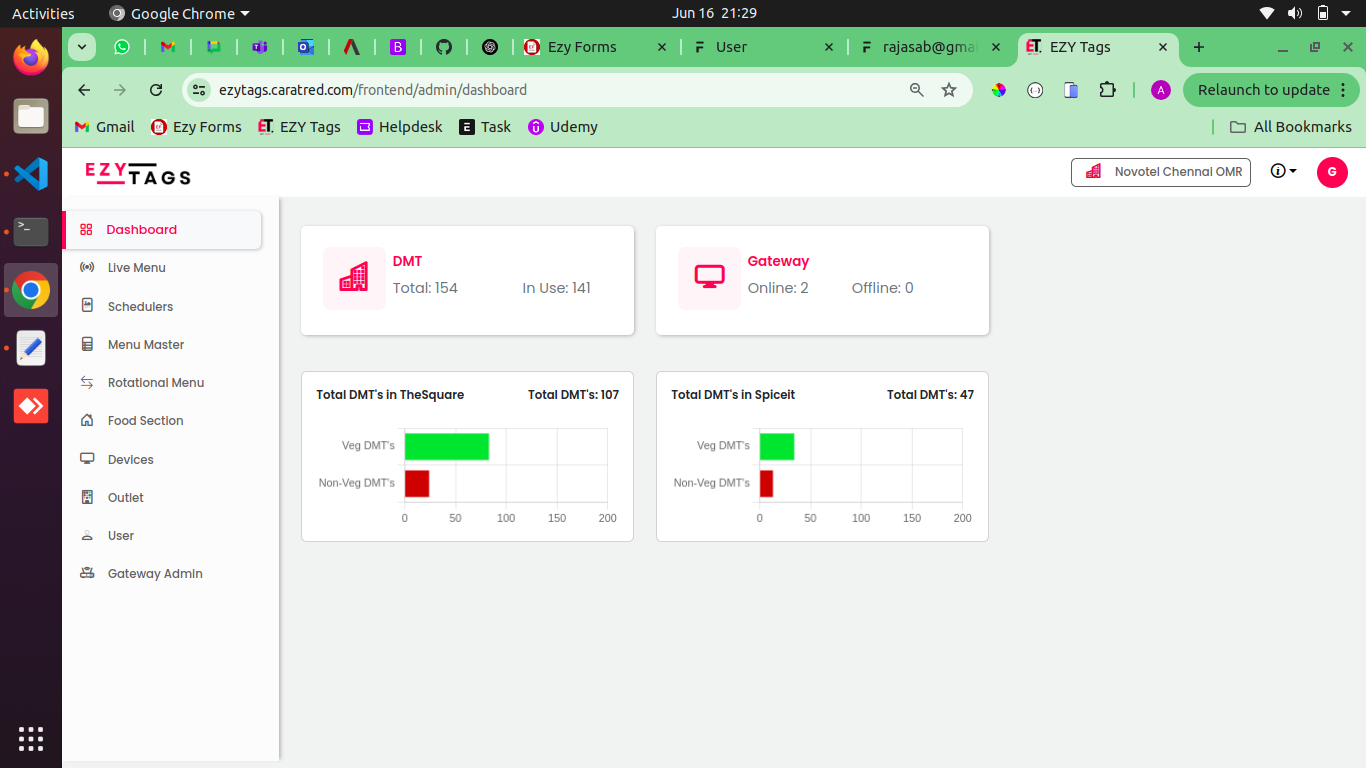 Activities Google Chrome Jun 16 21:29
Ezy Forms User rajasab@gmai EZY Tags
ezytags.caratred.com/frontend/admin/dashboard A Relaunch to update
Gmail Ezy Forms EZY Tags Helpdesk Task Udemy All Bookmarks
EZY TAGS Novotel Chennai OMR G
Dashboard
Live Menu
Schedulers
Menu Master
Rotational Menu
Food Section
Devices
Outlet
User
Gateway Admin
DMT
Total: 154 In Use: 141
Gateway
Online: 2 Offline: 0
Total DMT's in TheSquare Total DMT's: 107
Veg DMT's
Non-Veg DMT's
0 50 100 150 200
Total DMT's in Spiceit Total DMT's: 47
Veg DMT's
Non-Veg DMT's
0 50 100 150 200